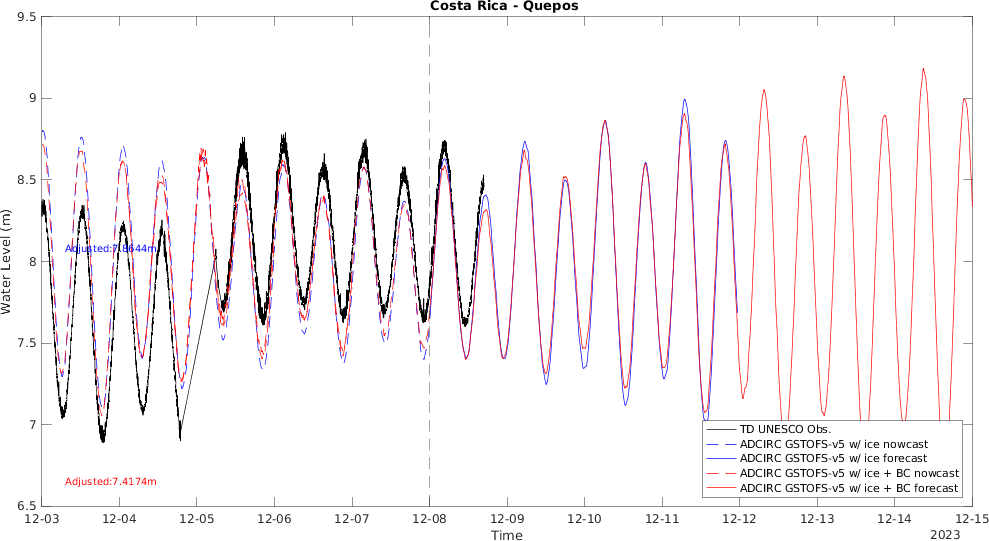 Costa Rica - Quepos
9.5
9
8.5
8
7.5
7
6.5
Water Level (m)
Adjusted:7.8644m
Adjusted:7.4174m
TD UNESCO Obs.
ADCIRC GSTOFS-v5 w/ ice nowcast
ADCIRC GSTOFS-v5 w/ ice forecast
ADCIRC GSTOFS-v5 w/ ice + BC nowcast
ADCIRC GSTOFS-v5 w/ ice + BC forecast
12-03 12-04 12-05 12-06 12-07 12-08 12-09 12-10 12-11 12-12 12-13 12-14 12-15
Time
2023